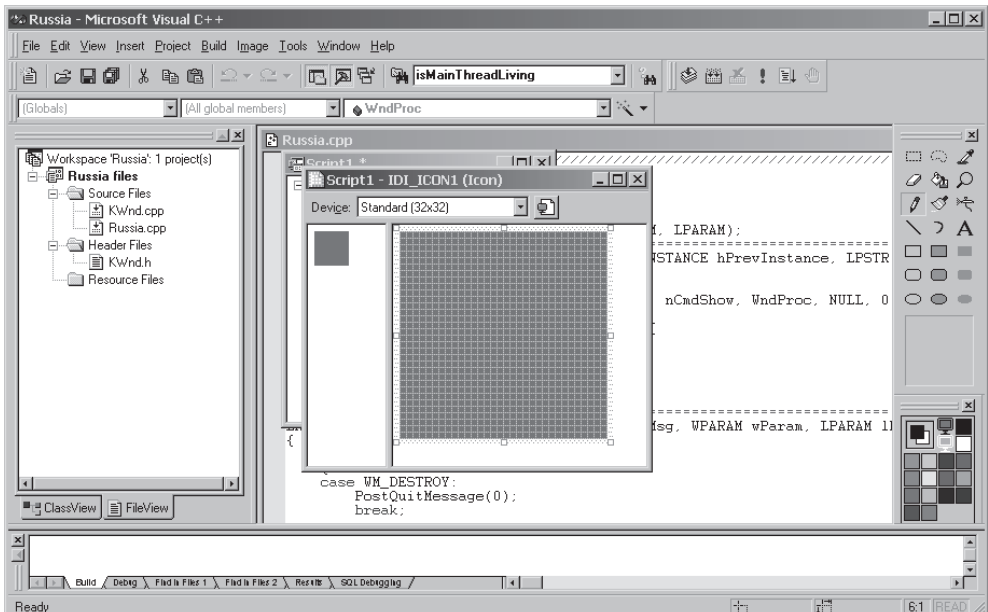 Russia - Microsoft Visual C++
File Edit View Insert Project Build Image Tools Window Help
isMainThreadLiving
(Globals) (All global members) WndProc
Workspace 'Russia': 1 project(s)
Russia files
Source Files
KWnd.cpp
Russia.cpp
Header Files
KWnd.h
Resource Files
ClassView FileView
Russia.cpp
Script1 *
Script1 - IDI_ICON1 (Icon)
Device: Standard (32x32)
////////////////////////////////
, LPARAM);
================================
INSTANCE hPrevInstance, LPSTR
nCmdShow, WndProc, NULL, 0
================================
Msg, WPARAM wParam, LPARAM
{
case WM_DESTROY:
PostQuitMessage(0);
break;
A
Build Debug Find in Files 1 Find in Files 2 Results SQL Debugging
Ready 6:1 READ